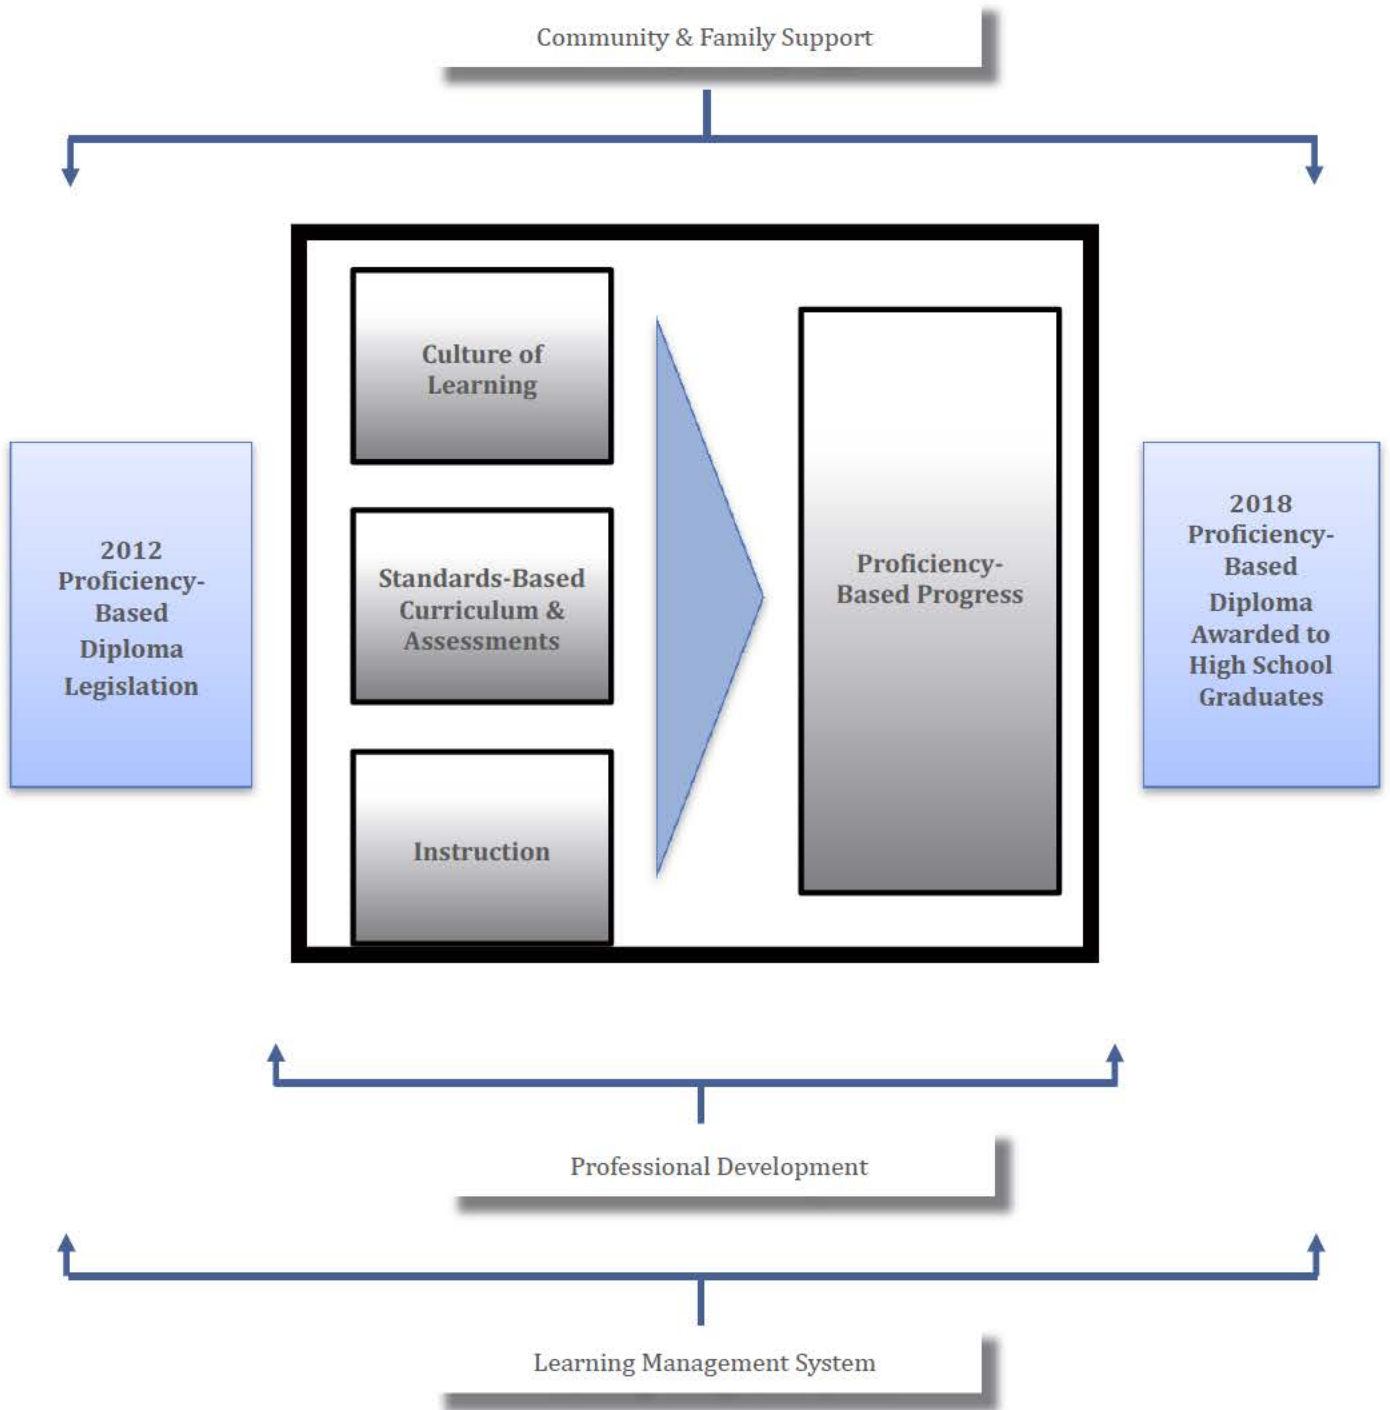 Community & Family Support
Culture of
Learning
2012
Proficiency-
Based
Diploma
Legislation
Standards-Based
Curriculum &
Assessments
Instruction
Proficiency-
Based Progress
2018
Proficiency-
Based
Diploma
Awarded to
High School
Graduates
Professional Development
Learning Management System